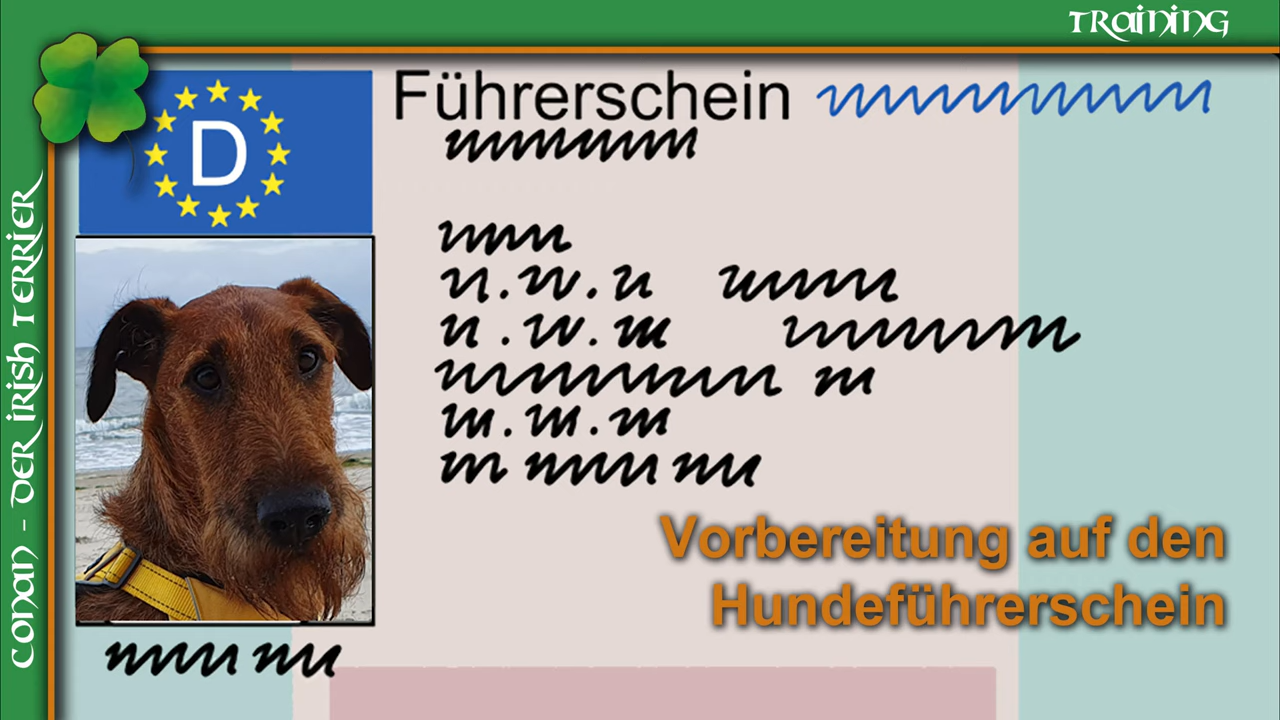 TRAINING
CONAN - DER IRISH TERRIER
D
Führerschein
Vorbereitung auf den
Hundeführerschein